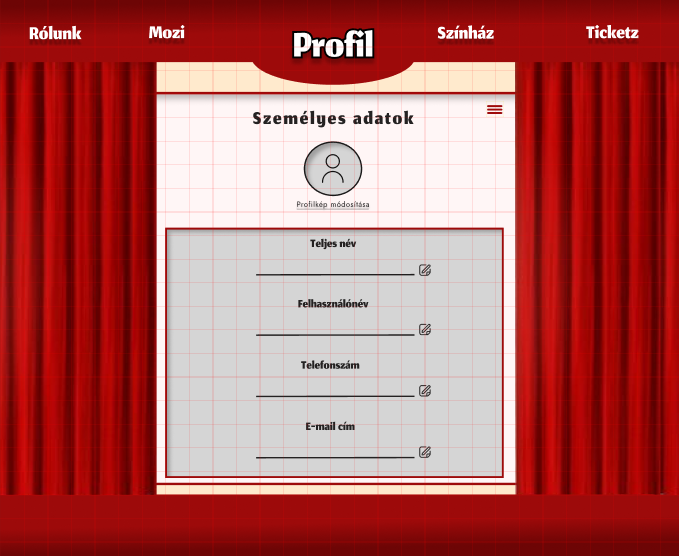 Rólunk
Mozi
Profil
Színház
Ticketz
Személyes adatok
Profilkép módosítása
Teljes név
Felhasználónév
Telefonszám
E-mail cím